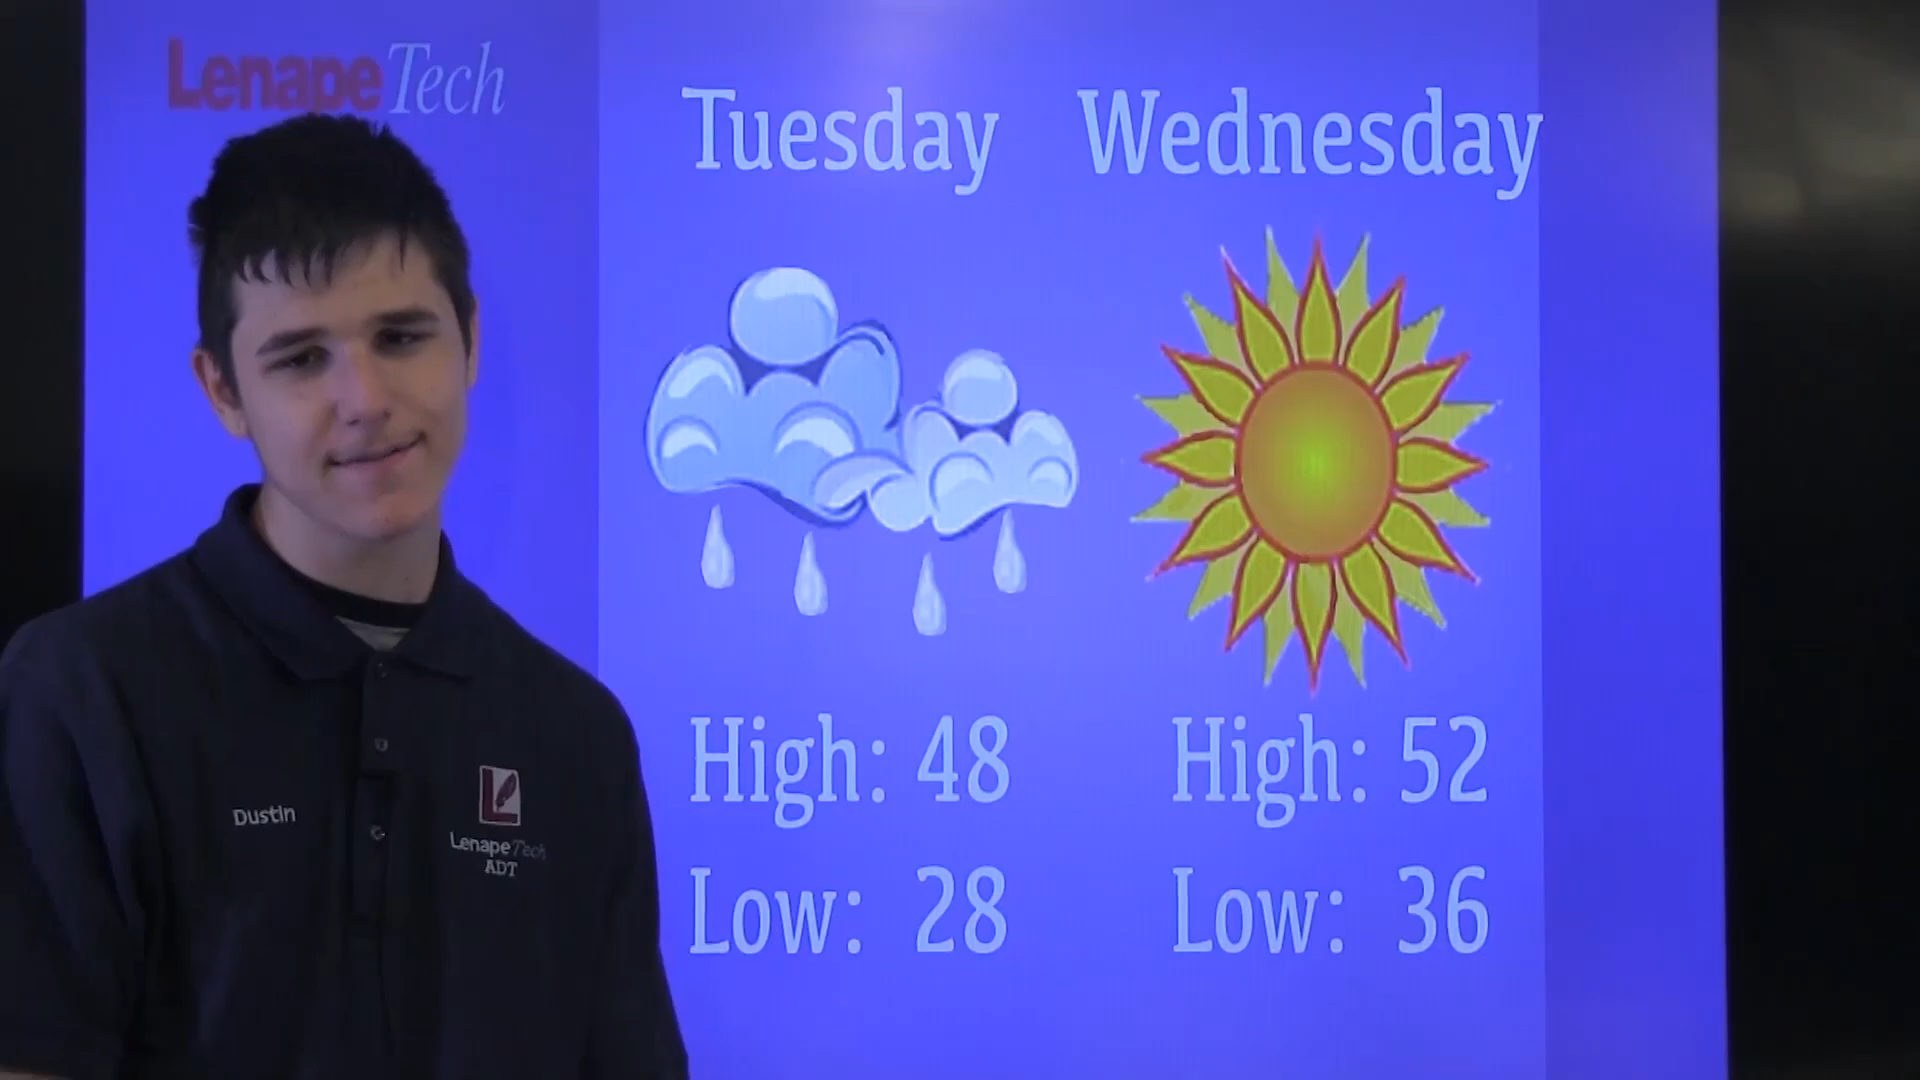 LenapeTech
Tuesday
Wednesday
High: 48
High: 52
Low: 28
Low: 36
Dustin
LenapeTech
ADT